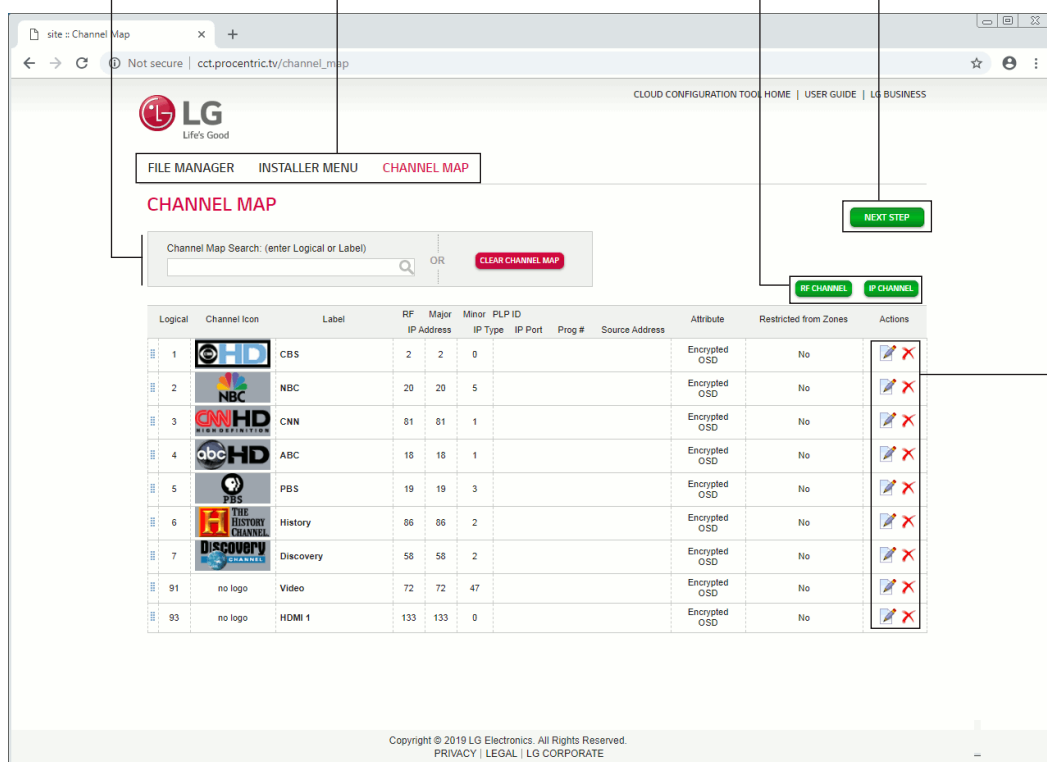 site :: Channel Map
Not secure | cct.procentric.tv/channel_map
CLOUD CONFIGURATION TOOL HOME | USER GUIDE | LG BUSINESS
LG
Life's Good
FILE MANAGER INSTALLER MENU CHANNEL MAP
CHANNEL MAP
NEXT STEP
Channel Map Search: (enter Logical or Label)
OR
CLEAR CHANNEL MAP
RF CHANNEL IP CHANNEL
Logical Channel Icon Label RF Major Minor PLP ID Attribute Restricted from Zones Actions
IP Address IP Type IP Port Prog # Source Address
1 HD CBS 2 2 0 Encrypted OSD No
2 NBC NBC 20 20 5 Encrypted OSD No
3 CNN HD HIGH DEFINITION CNN 81 81 1 Encrypted OSD No
4 abc HD ABC 18 18 1 Encrypted OSD No
5 PBS PBS 19 19 3 Encrypted OSD No
6 H THE HISTORY CHANNEL History 86 86 2 Encrypted OSD No
7 Discovery CHANNEL Discovery 58 58 2 Encrypted OSD No
91 no logo Video 72 72 47 Encrypted OSD No
93 no logo HDMI 1 133 133 0 Encrypted OSD No
Copyright © 2019 LG Electronics. All Rights Reserved.
PRIVACY | LEGAL | LG CORPORATE